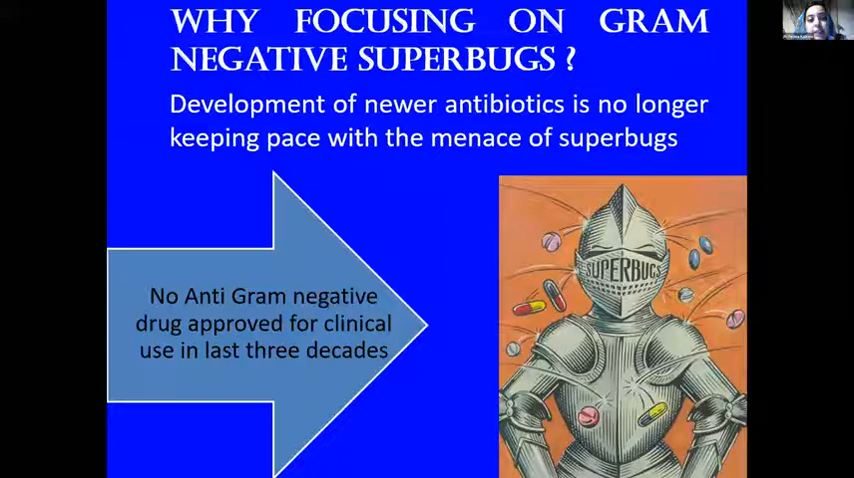 WHY FOCUSING ON GRAM
NEGATIVE SUPERBUGS ?
Development of newer antibiotics is no longer
keeping pace with the menace of superbugs
No Anti Gram negative
drug approved for clinical
use in last three decades
SUPERBUGS